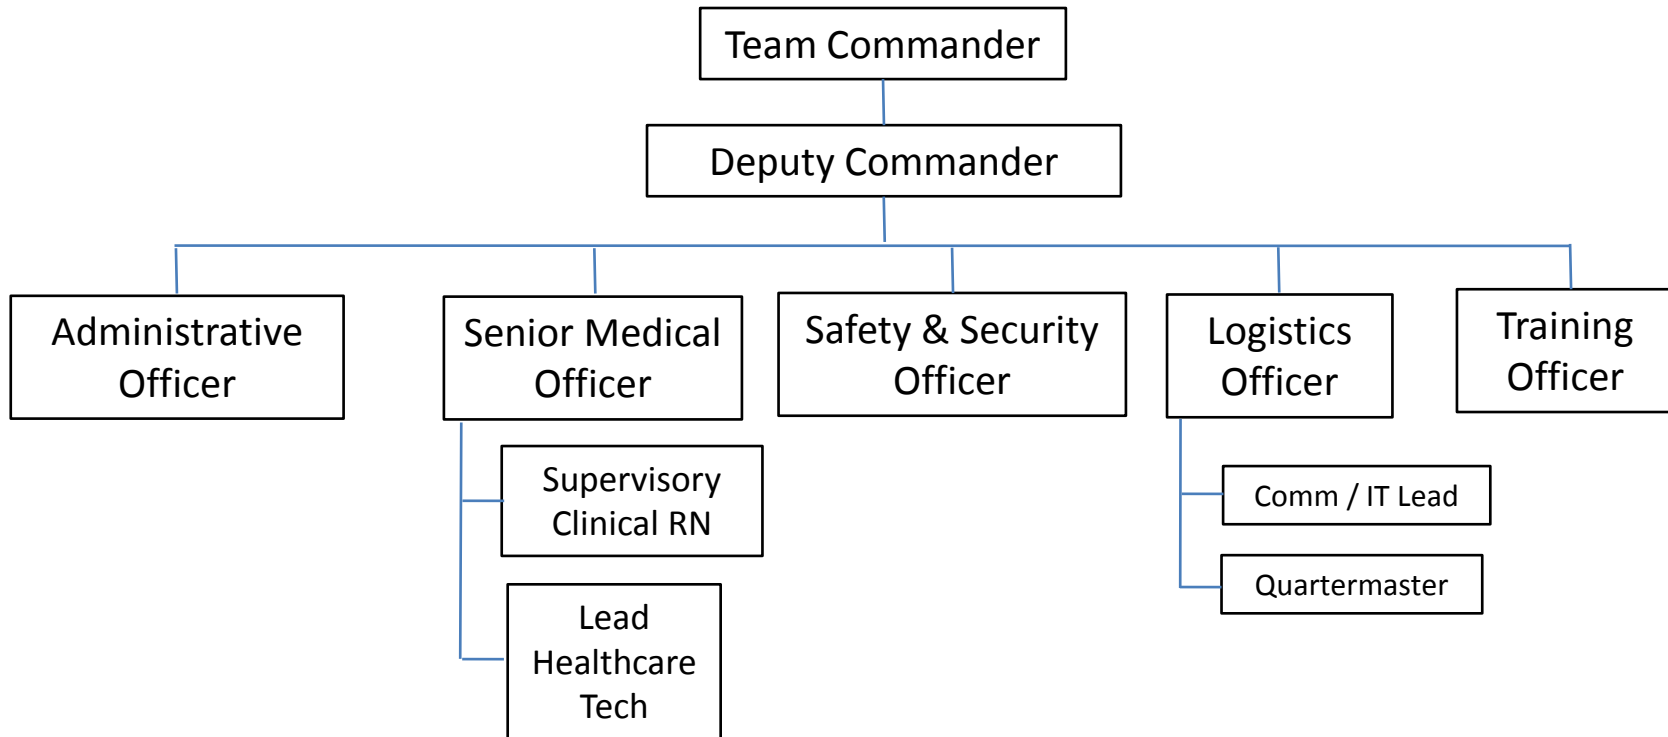 Team Commander
Deputy Commander
Administrative
Officer
Senior Medical
Officer
Safety & Security
Officer
Logistics
Officer
Training
Officer
Supervisory
Clinical RN
Lead
Healthcare
Tech
Comm / IT Lead
Quartermaster